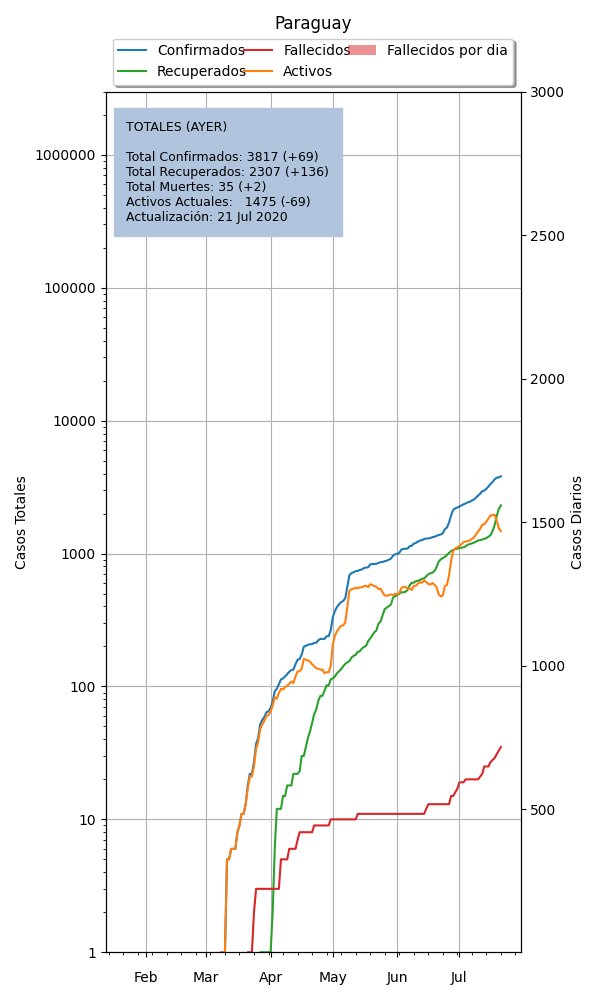 Paraguay
Confirmados
Recuperados
Fallecidos
Activos
Fallecidos por dia
TOTALES (AYER)
Total Confirmados: 3817 (+69)
Total Recuperados: 2307 (+136)
Total Muertes: 35 (+2)
Activos Actuales: 1475 (-69)
Actualización: 21 Jul 2020
Casos Totales
1000000
100000
10000
1000
100
10
1
3000
2500
2000
1500
1000
500
Casos Diarios
Feb Mar Apr May Jun Jul